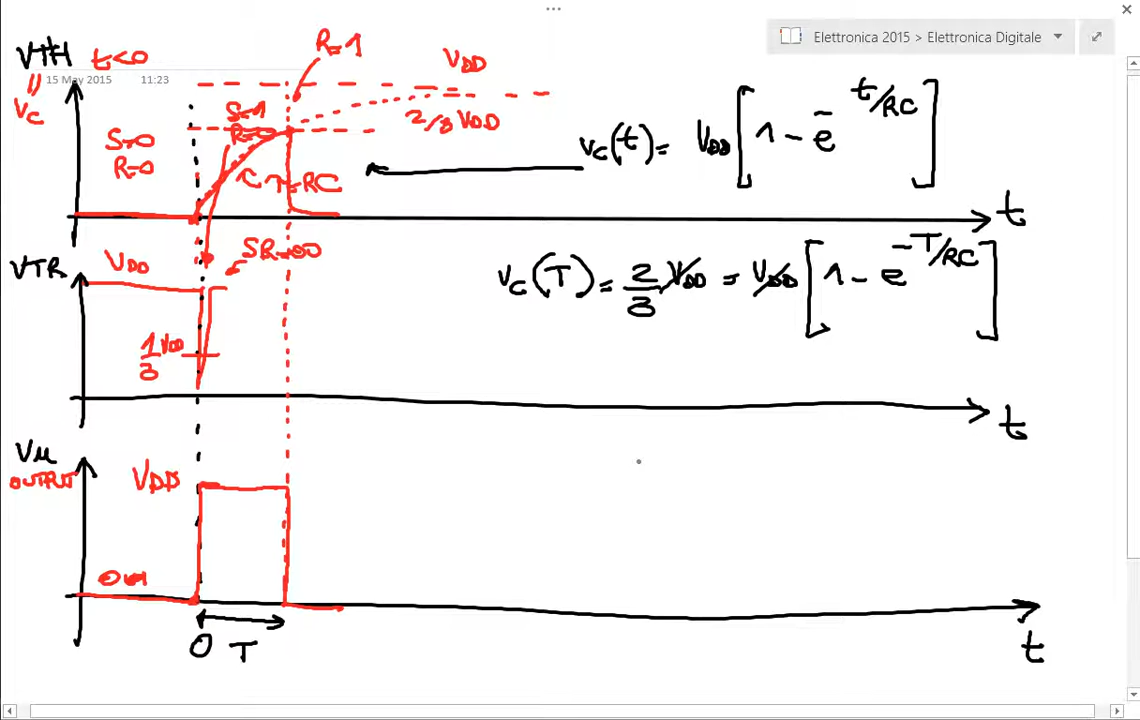 Elettronica 2015 > Elettronica Digitale
15 May 2015 11:23
VTH t<0 R=1 VDD
||
VC
S=0
R=0
S=1
R=0
2/3 VDD
τ=RC
vc(t)= VDD[1-e^-t/RC]
t
VTR VDD SR=00
vc(T)= 2/3 VDD = VDD[1-e^-T/RC]
1/3 VDD
t
Vu
OUTPUT VDD
0 T
t